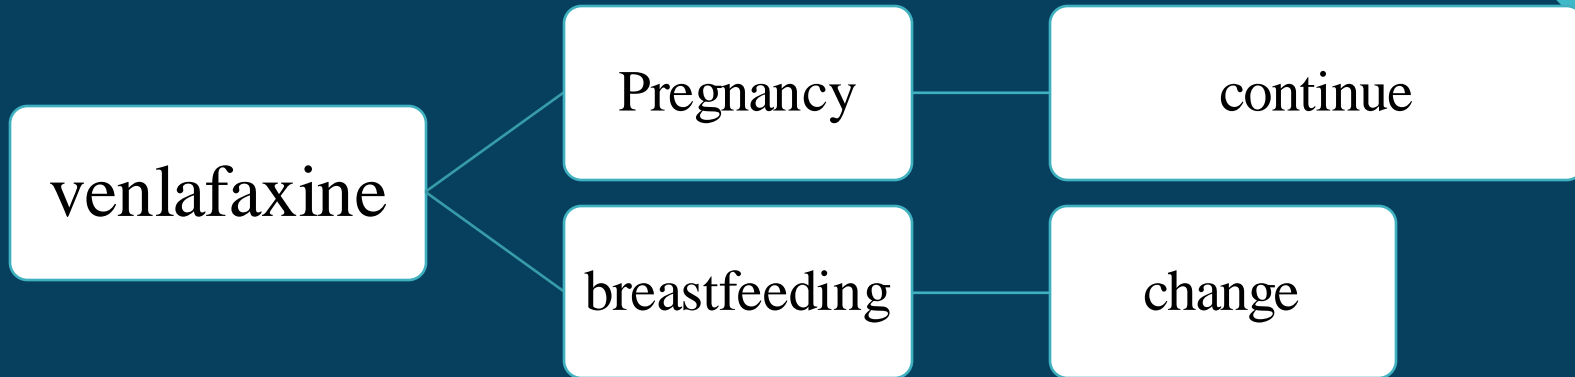 venlafaxine
Pregnancy
continue
breastfeeding
change